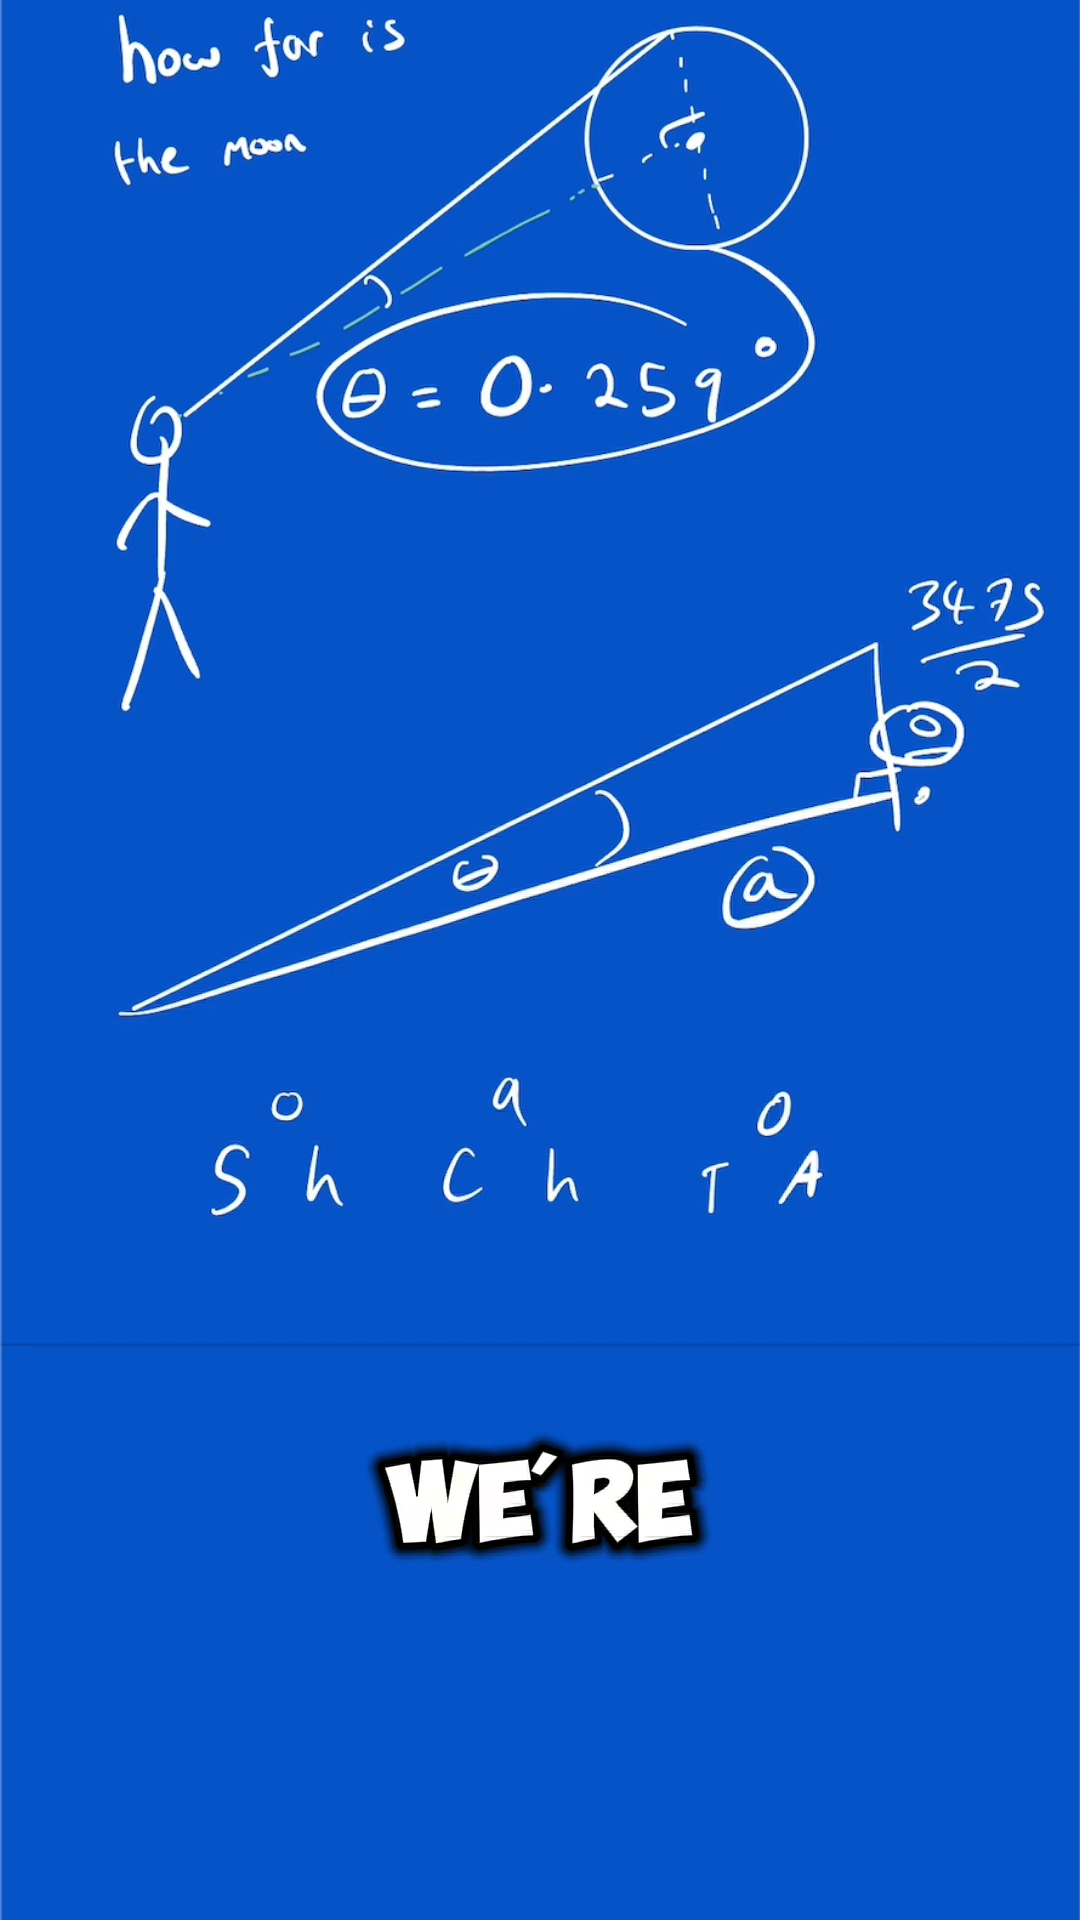 how far is
the moon
θ = 0.259°
3475
2
o
θ
a
o a o
S h C h T A
WE'RE